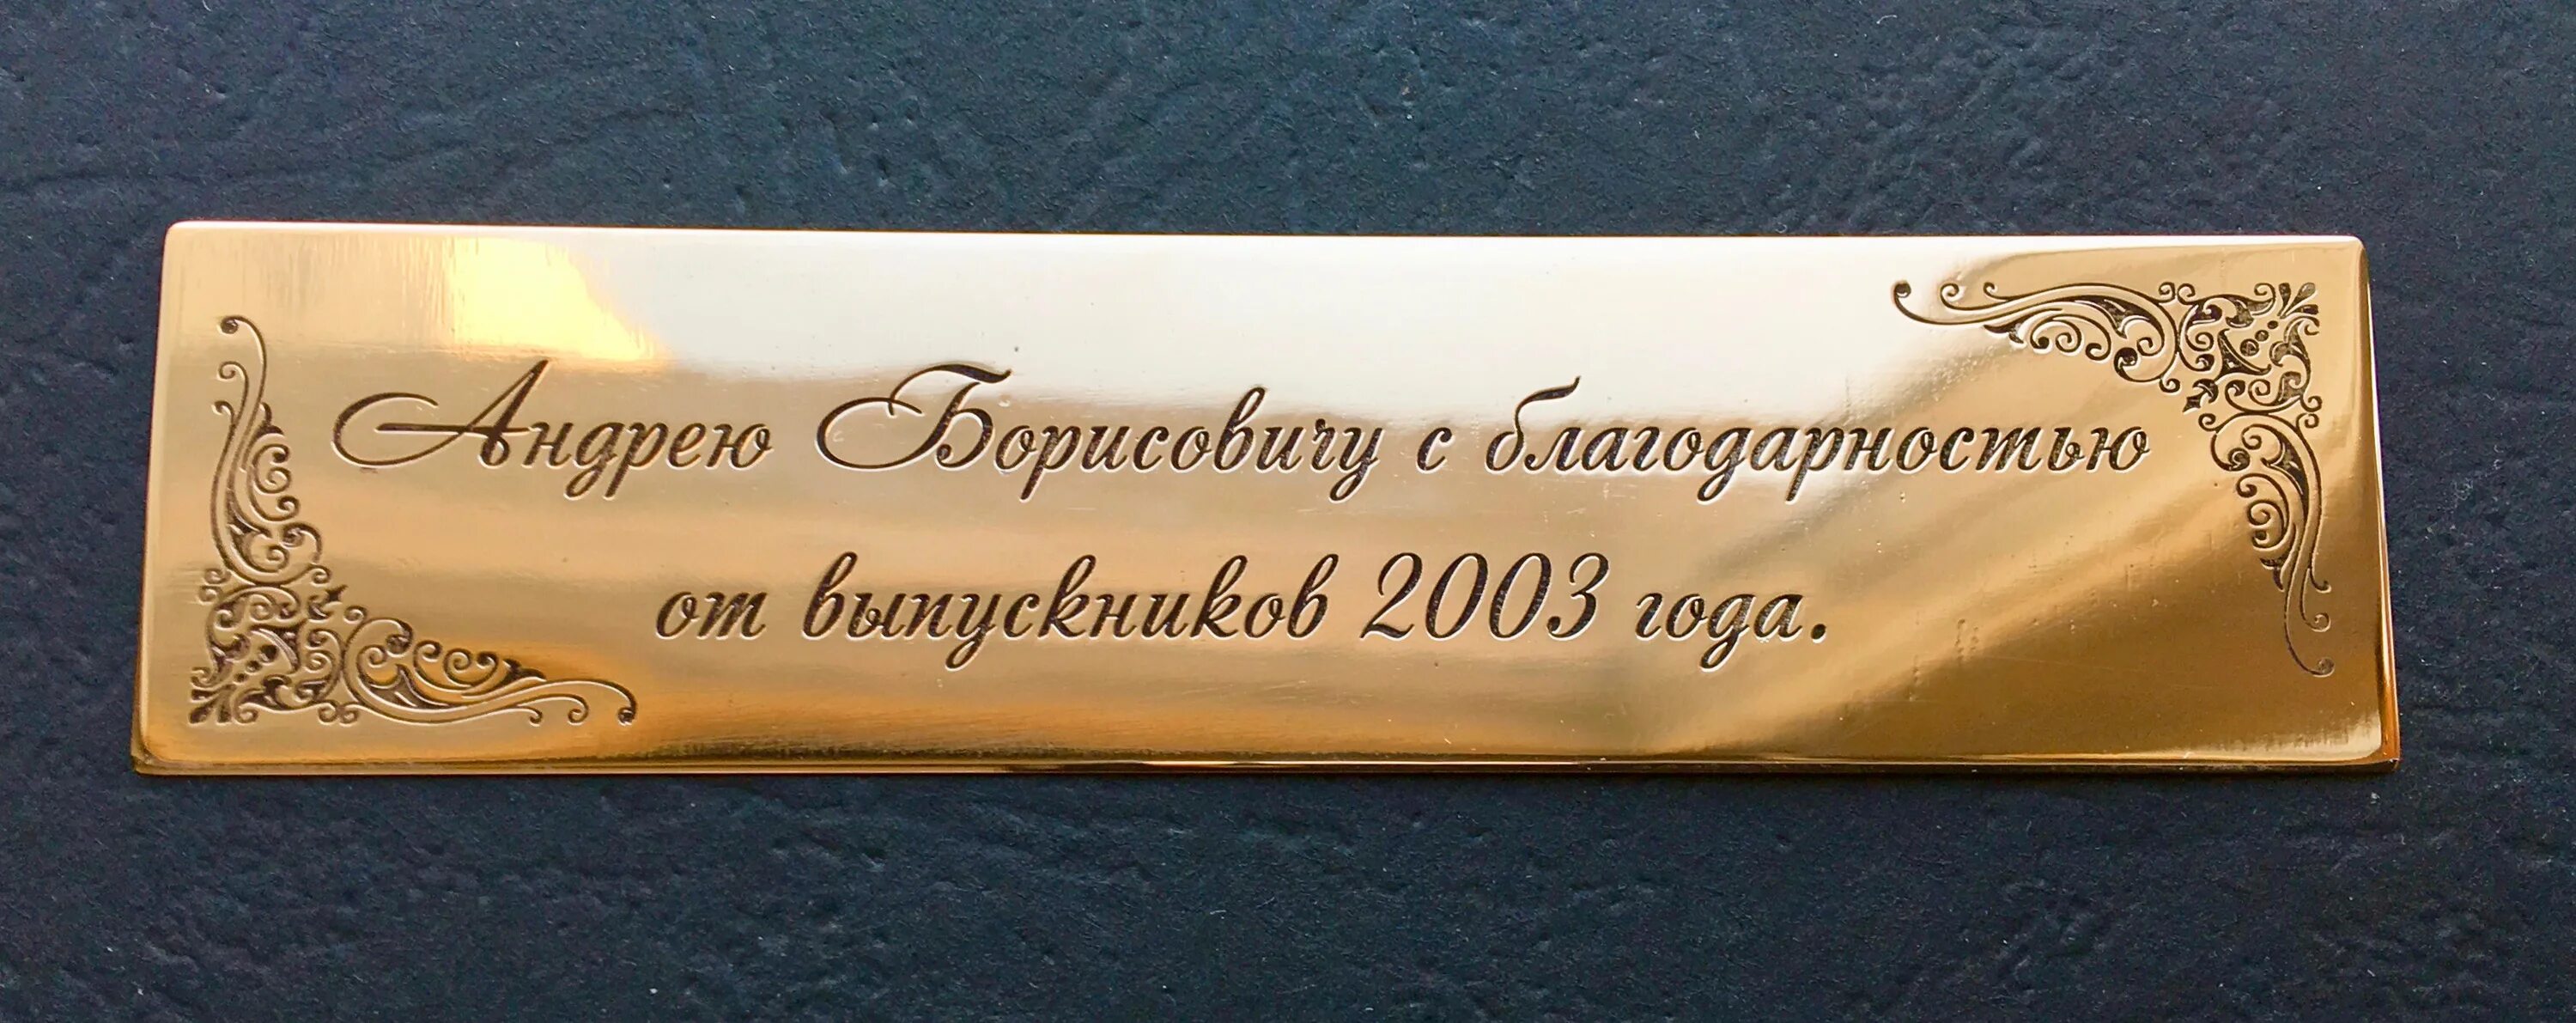 Андрею Борисовичу с благодарностью
от выпускников 2003 года.